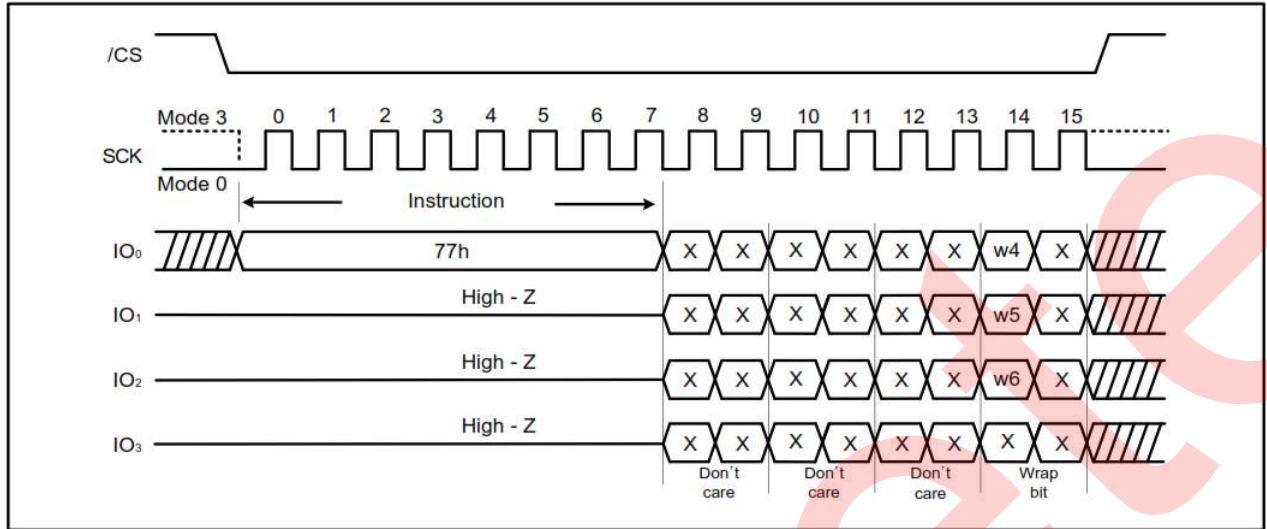 /CS
Mode 3 0 1 2 3 4 5 6 7 8 9 10 11 12 13 14 15
SCK
Mode 0
Instruction
IO₀ 77h X X X X X X w4 X
High - Z
IO₁ X X X X X X w5 X
High - Z
IO₂ X X X X X X w6 X
High - Z
IO₃ X X X X X X X X
Don´t Don´t Don´t Wrap
care care care bit